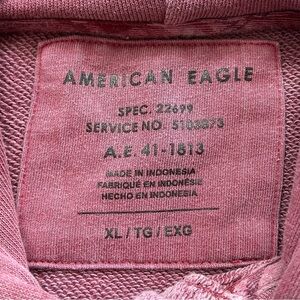 AMERICAN EAGLE
SPEC. 22699
SERVICE NO. 5103873
A.E. 41-1813
MADE IN INDONESIA
FABRIQUÉ EN INDONÉSIE
HECHO EN INDONESIA
XL / TG / EXG